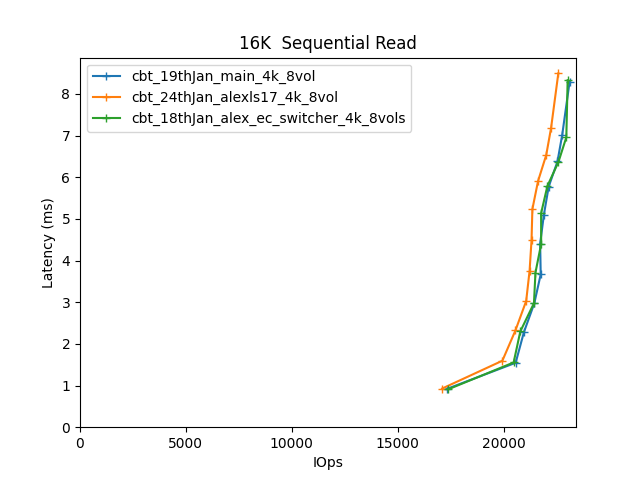 16K  Sequential Read
cbt_19thJan_main_4k_8vol
cbt_24thJan_alexls17_4k_8vol
cbt_18thJan_alex_ec_switcher_4k_8vols
Latency (ms)
8
7
6
5
4
3
2
1
0
0 5000 10000 15000 20000
IOps